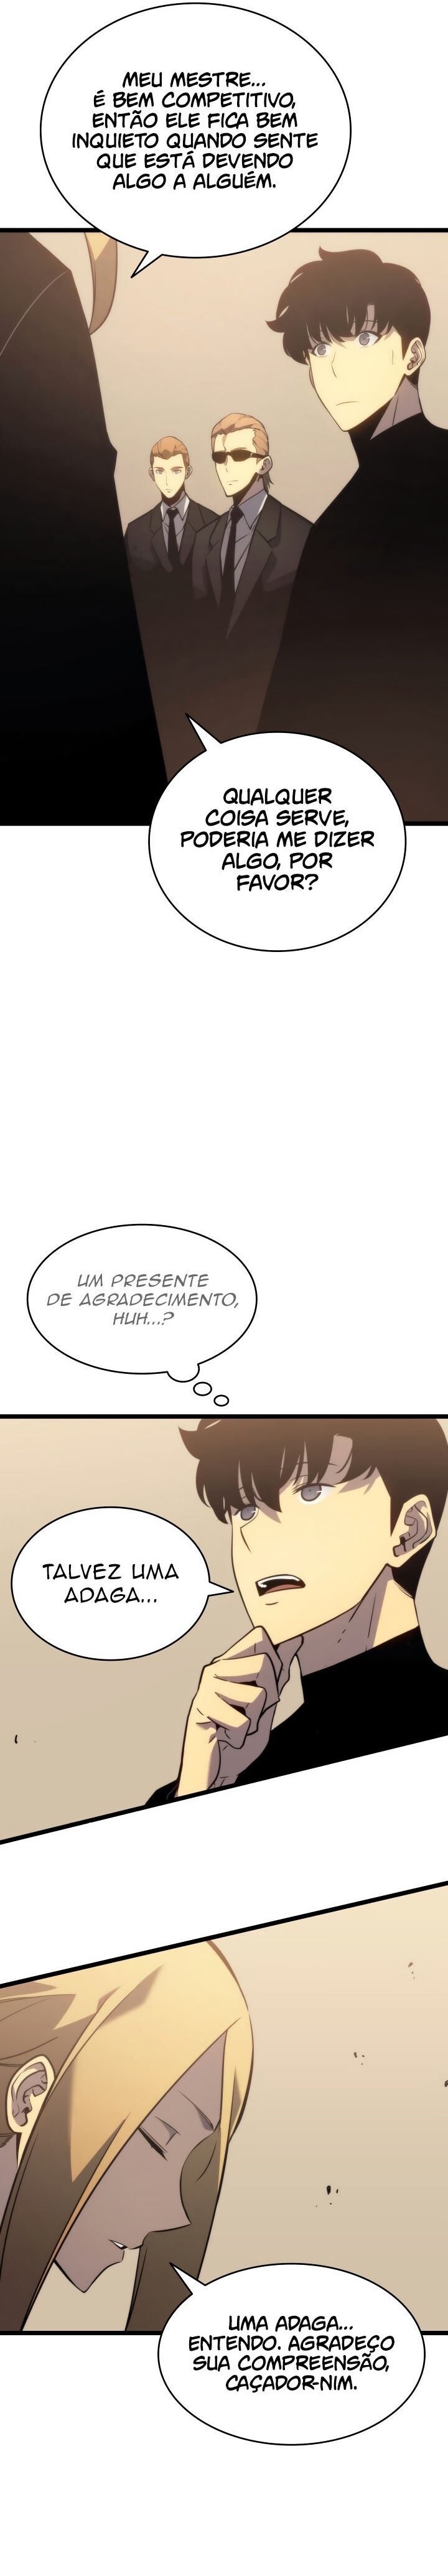 MEU MESTRE...
É BEM COMPETITIVO,
ENTÃO ELE FICA BEM
INQUIETO QUANDO SENTE
QUE ESTÁ DEVENDO
ALGO A ALGUÉM.
QUALQUER
COISA SERVE,
PODERIA ME DIZER
ALGO, POR
FAVOR?
UM PRESENTE
DE AGRADECIMENTO,
HUH...?
TALVEZ UMA
ADAGA...
UMA ADAGA...
ENTENDO. AGRADEÇO
SUA COMPREENSÃO,
CAÇADOR-NIM.